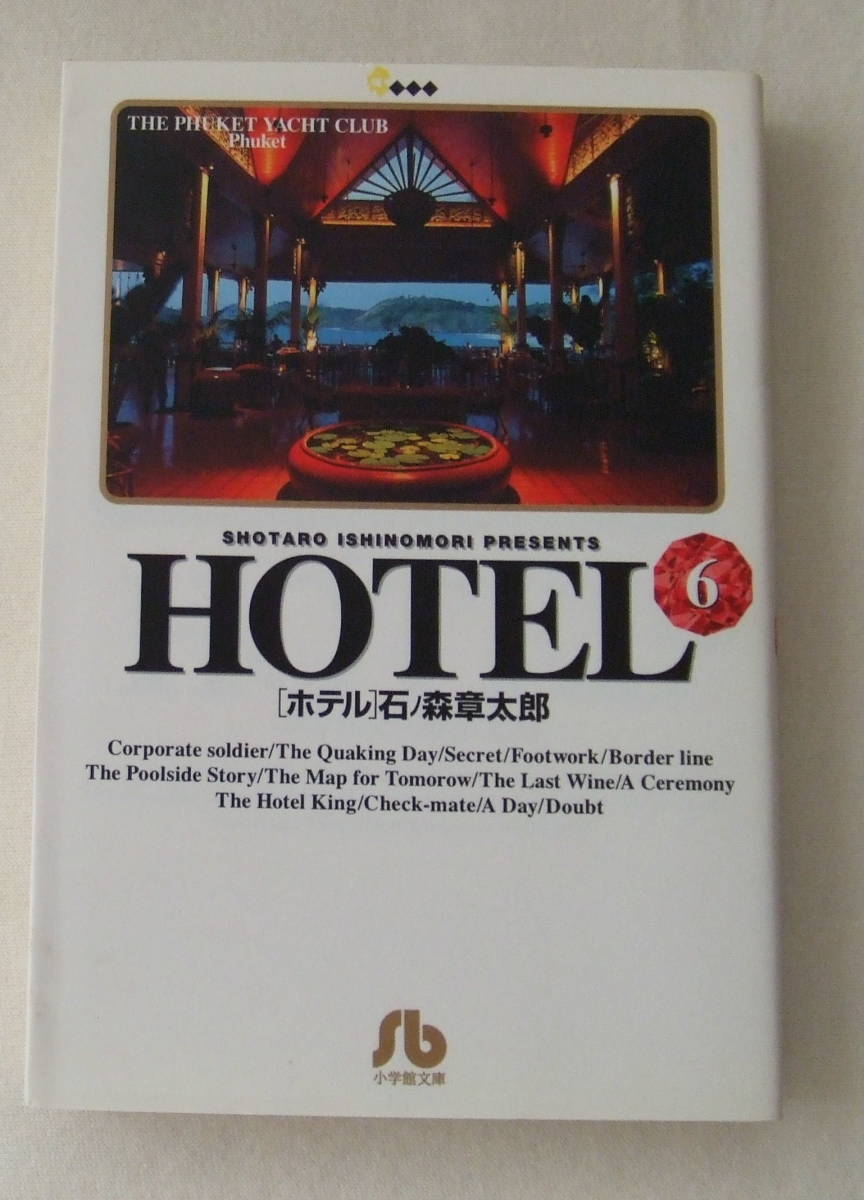 THE PHUKET YACHT CLUB
Phuket
SHOTARO ISHINOMORI PRESENTS
HOTEL 6
[ホテル]石ノ森章太郎
Corporate soldier/The Quaking Day/Secret/Footwork/Border line
The Poolside Story/The Map for Tomorow/The Last Wine/A Ceremony
The Hotel King/Check-mate/A Day/Doubt
sb
小学館文庫